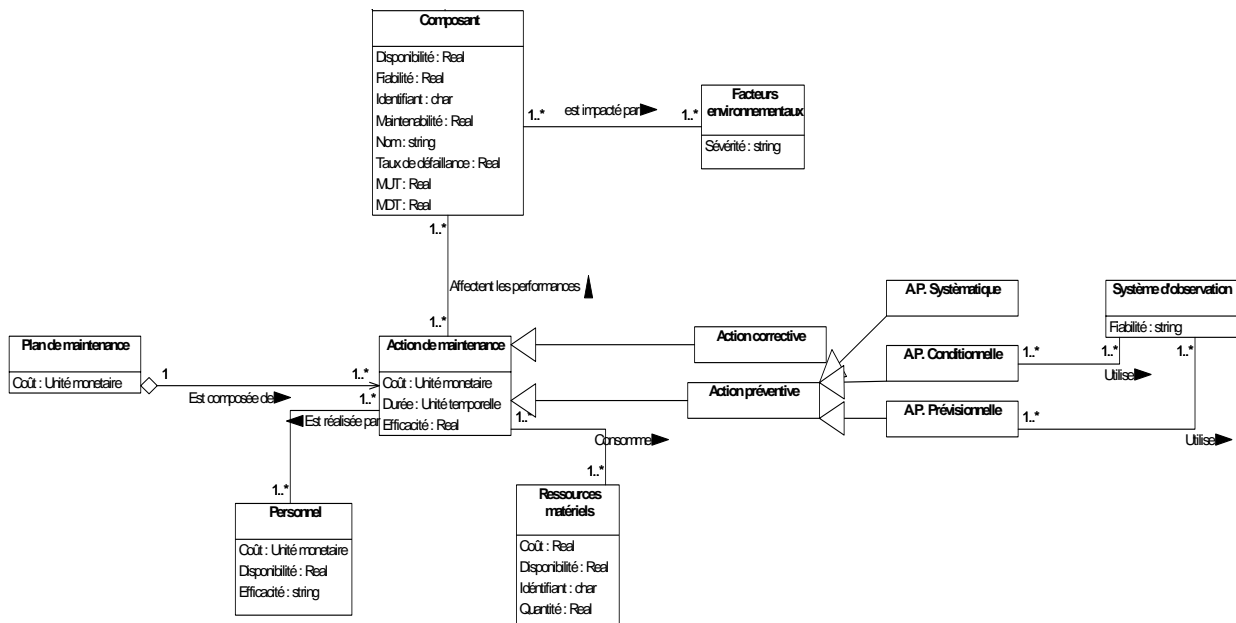 Composant
Disponibilité : Real
Fiabilité : Real
Identifiant : char
Maintenabilité : Real
Nom : string
Taux de défaillance : Real
MUT : Real
MDT : Real
1..*
est impacté par
1..*
Facteurs
environnementaux
Sévérité : string
1..*
Affectent les performances
1..*
Plan de maintenance
Coût : Unité monetaire
1
Est composée de
1..*
Action de maintenance
Coût : Unité monetaire
Durée : Unité temporelle
Efficacité : Real
Action corrective
Action préventive
A.P. Systèmatique
A.P. Conditionnelle
A.P. Prévisionnelle
1..*
1..*
Utilise
1..*
1..*
Utilise
Système d'observation
Fiabilité : string
1..*
Est réalisée par
1..*
Personnel
Coût : Unité monetaire
Disponibilité : Real
Efficacité : string
1..*
Consomme
1..*
Ressources
matériels
Coût : Real
Disponibilité : Real
Idéntifiant : char
Quantité : Real